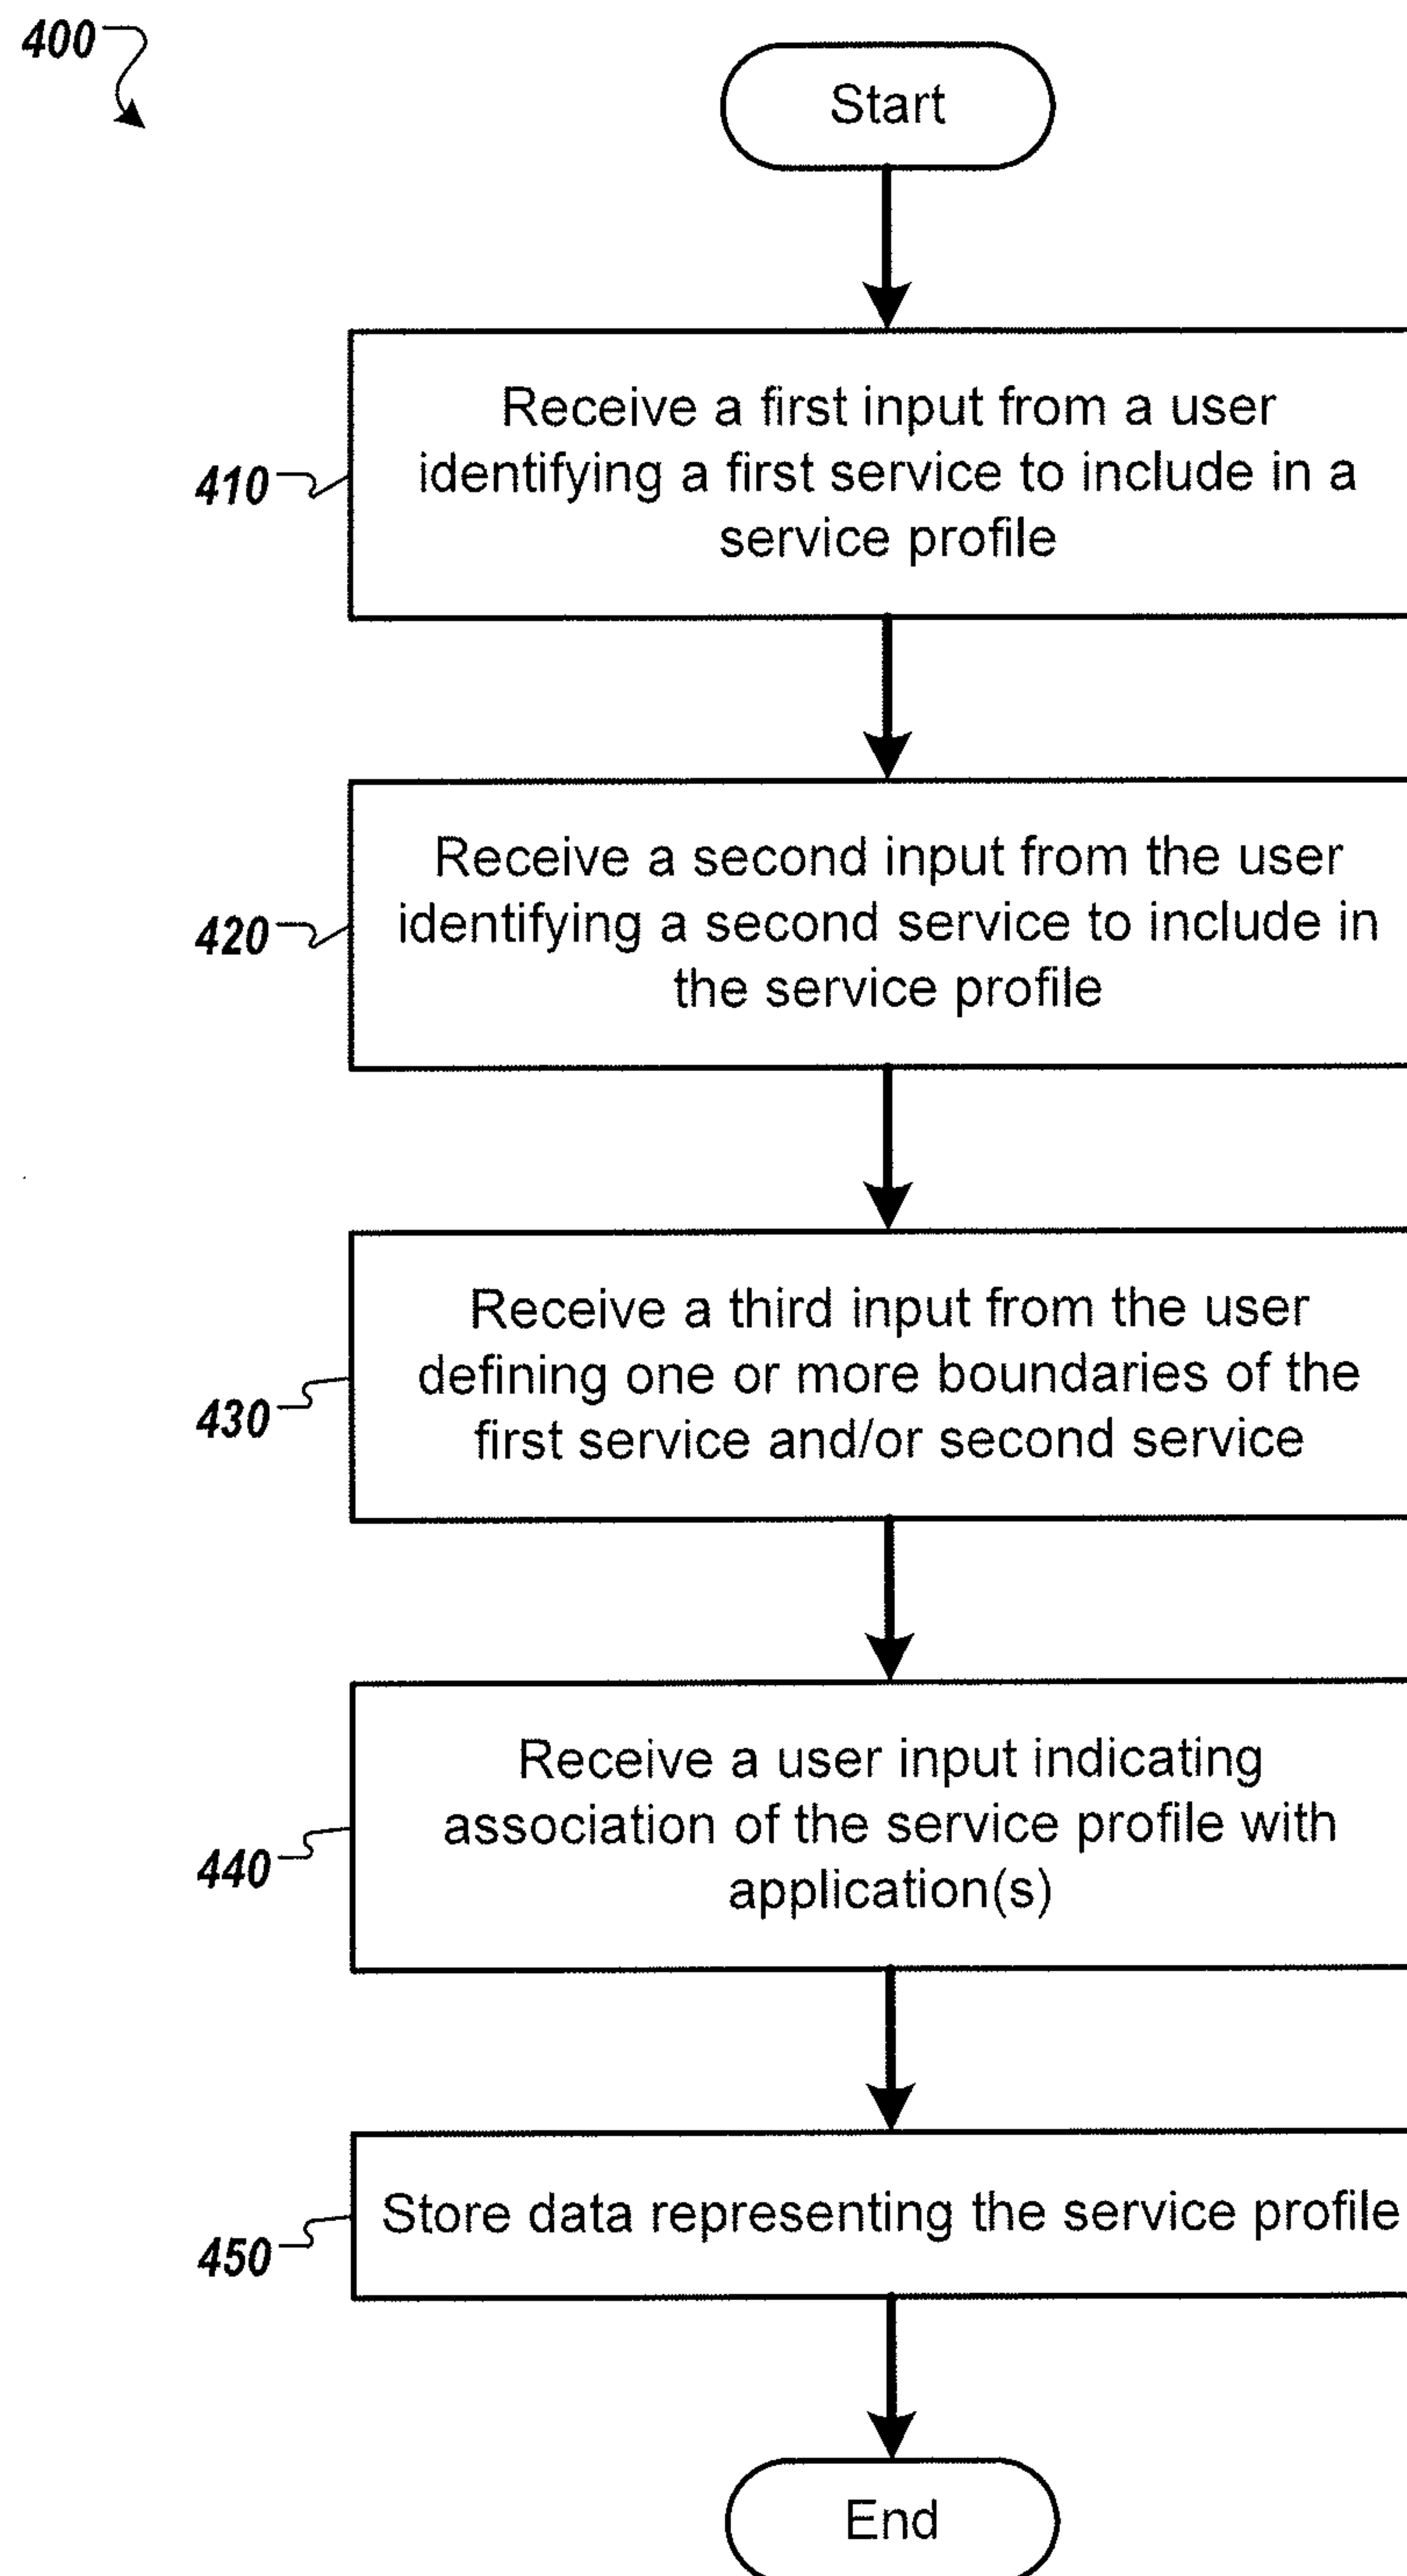 400
Start
410
Receive a first input from a user
identifying a first service to include in a
service profile
420
Receive a second input from the user
identifying a second service to include in
the service profile
430
Receive a third input from the user
defining one or more boundaries of the
first service and/or second service
440
Receive a user input indicating
association of the service profile with
application(s)
450
Store data representing the service profile
End